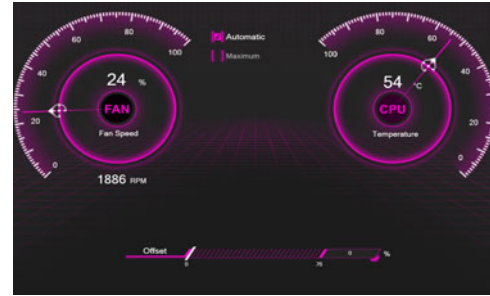 80
60
100
40
20
0
24 %
FAN
Fan Speed
1886 RPM
Automatic
Maximum
80
60
100
40
20
0
54 °C
CPU
Temperature
Offset
0
75
0
%